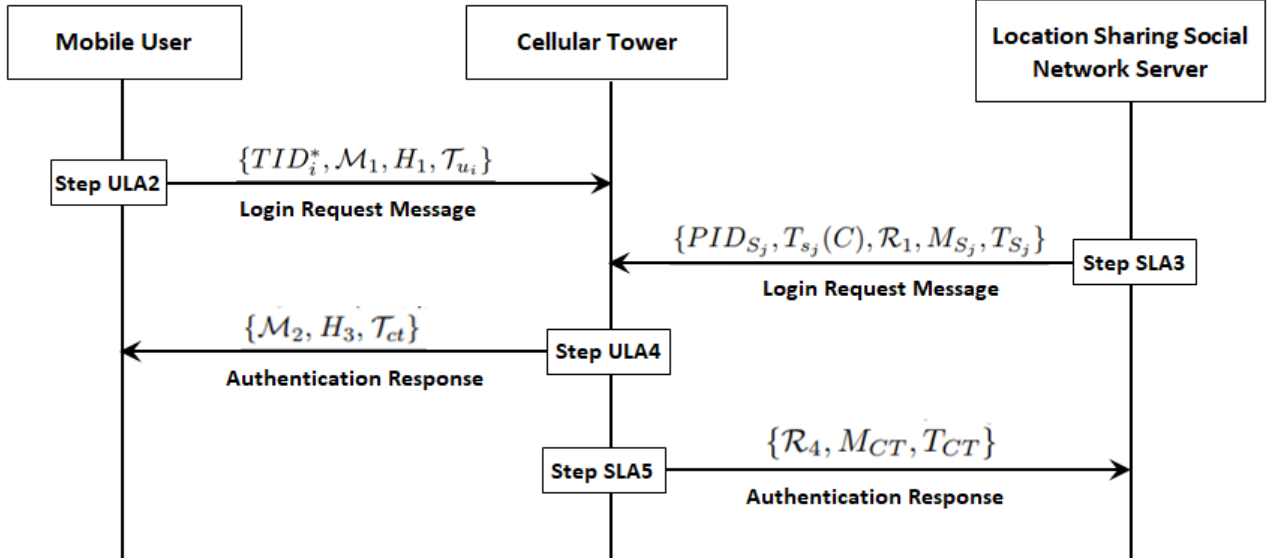 Mobile User
Cellular Tower
Location Sharing Social
Network Server
{TID_i^*, M_1, H_1, T_{u_i}}
Step ULA2
Login Request Message
{PID_{S_j}, T_{s_j}(C), R_1, M_{S_j}, T_{S_j}}
Step SLA3
Login Request Message
{M_2, H_3, T_{ct}}
Step ULA4
Authentication Response
{R_4, M_{CT}, T_{CT}}
Step SLA5
Authentication Response